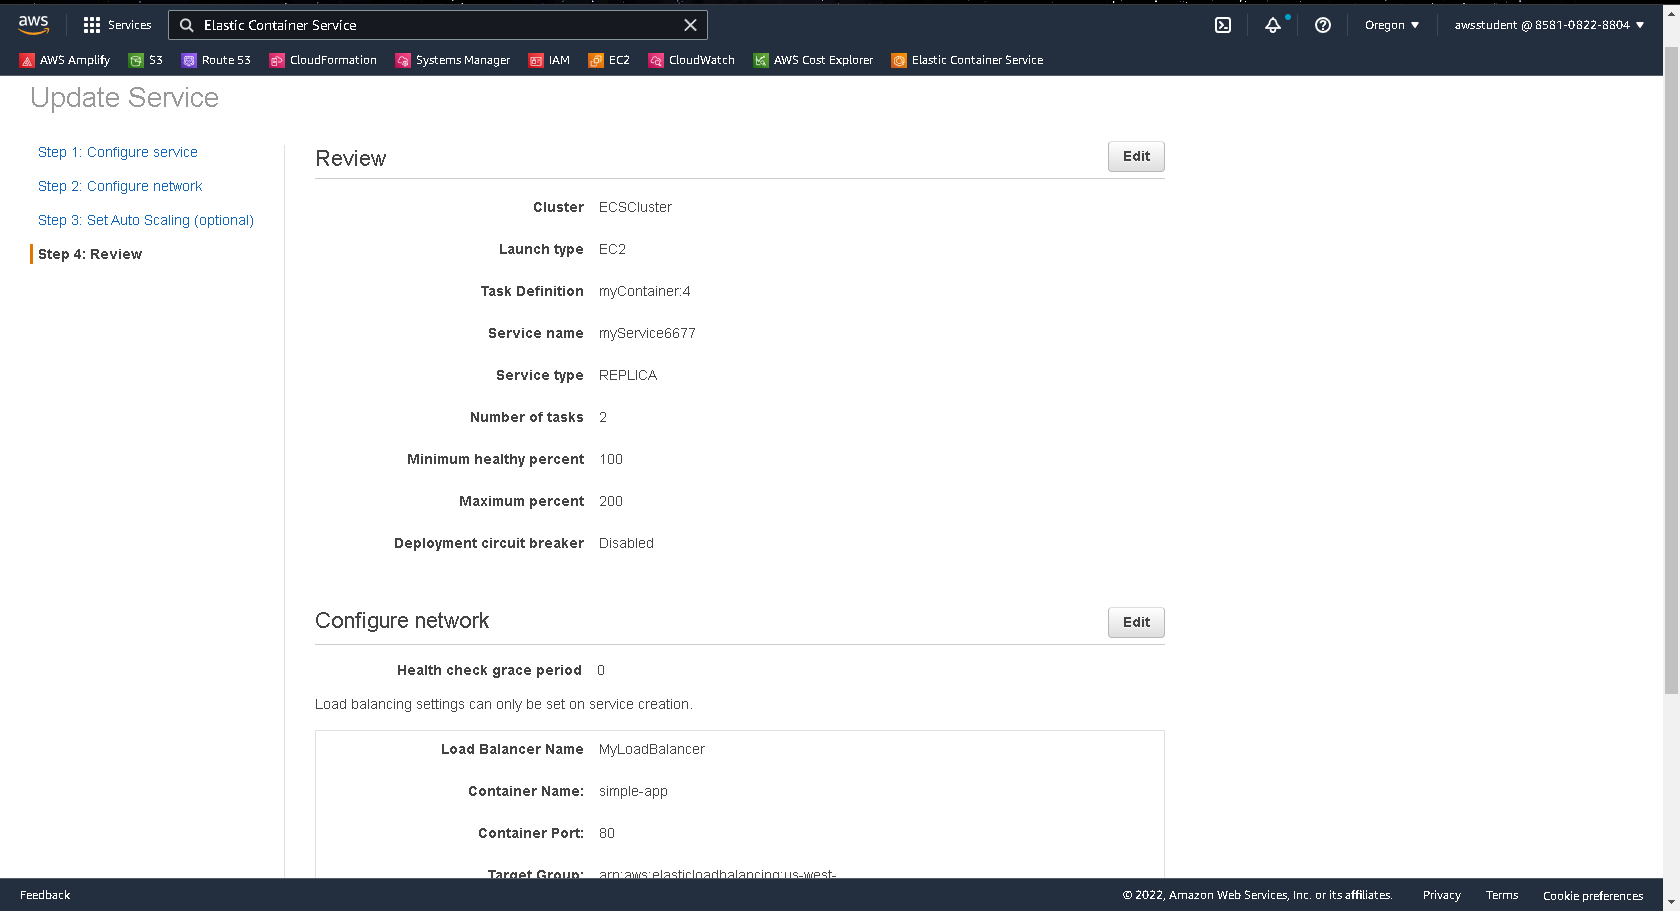 aws
Services
Elastic Container Service
Oregon
awsstudent @ 8581-0822-8804
AWS Amplify S3 Route 53 CloudFormation Systems Manager IAM EC2 CloudWatch AWS Cost Explorer Elastic Container Service
Update Service
Step 1: Configure service
Step 2: Configure network
Step 3: Set Auto Scaling (optional)
Step 4: Review
Review
Edit
Cluster ECSCluster
Launch type EC2
Task Definition myContainer:4
Service name myService6677
Service type REPLICA
Number of tasks 2
Minimum healthy percent 100
Maximum percent 200
Deployment circuit breaker Disabled
Configure network
Edit
Health check grace period 0
Load balancing settings can only be set on service creation.
Load Balancer Name MyLoadBalancer
Container Name: simple-app
Container Port: 80
Target Group: arn:aws:elasticloadbalancing:us-west-
Feedback
© 2022, Amazon Web Services, Inc. or its affiliates. Privacy Terms Cookie preferences